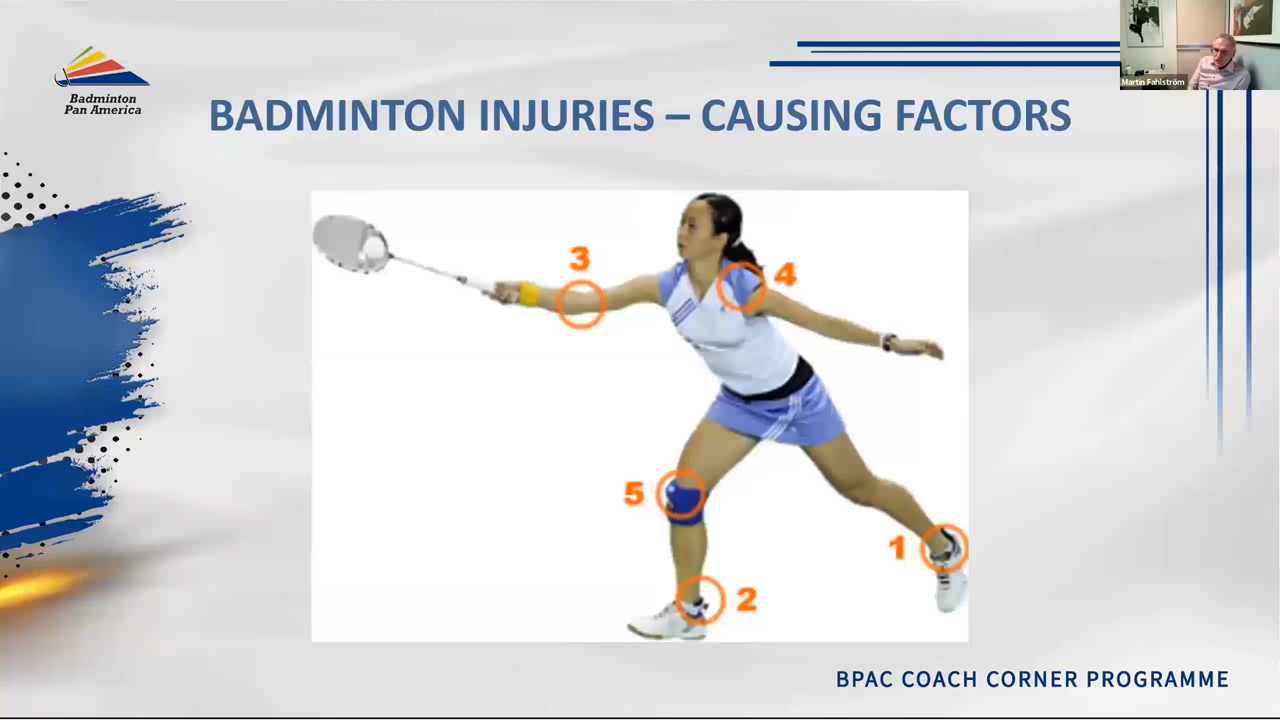 Badminton
Pan America
Martin Fahlström
BADMINTON INJURIES – CAUSING FACTORS
3
4
5
1
2
BPAC COACH CORNER PROGRAMME